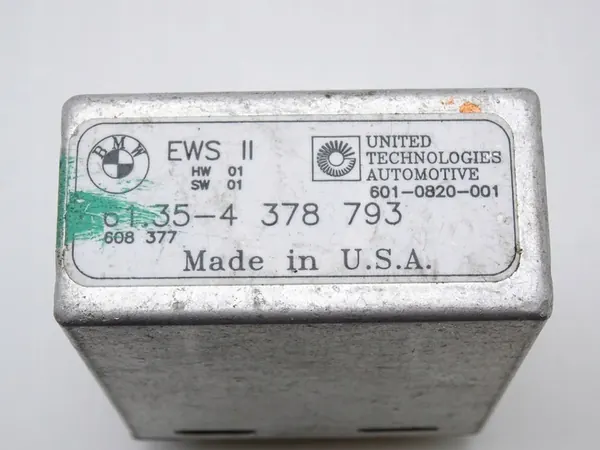 BMW
EWS II
HW 01
SW 01
UNITED
TECHNOLOGIES
AUTOMOTIVE
601-0820-001
61.35-4 378 793
608 377
Made in U.S.A.